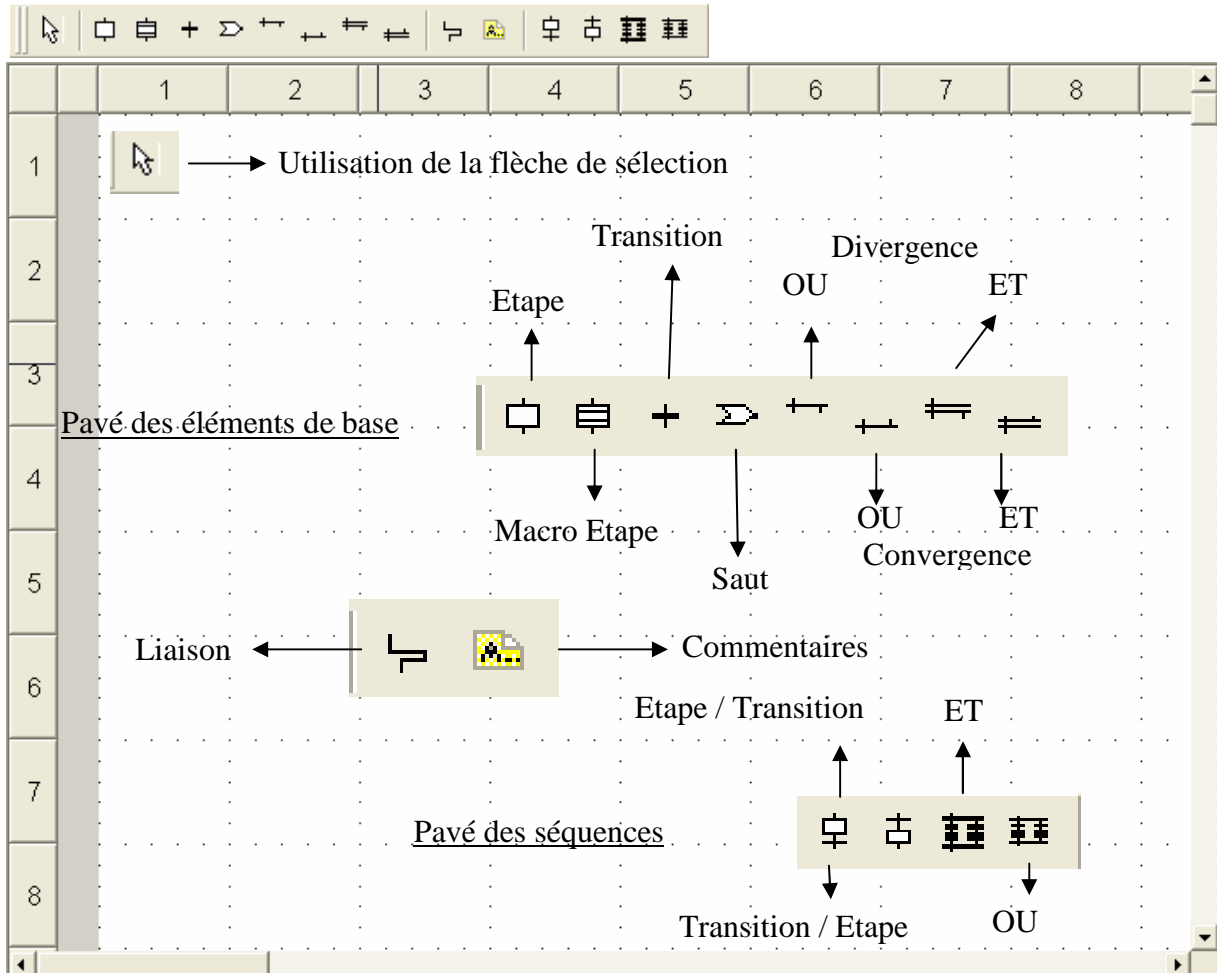 1 2 3 4 5 6 7 8
1
Utilisation de la flèche de sélection
Transition
Divergence
2
OU
ET
Etape
3
Pavé des éléments de base
4
OU
ET
Macro Etape
Convergence
Saut
5
Liaison
A...
Commentaires
6
Etape / Transition
ET
7
Pavé des séquences
8
Transition / Etape
OU